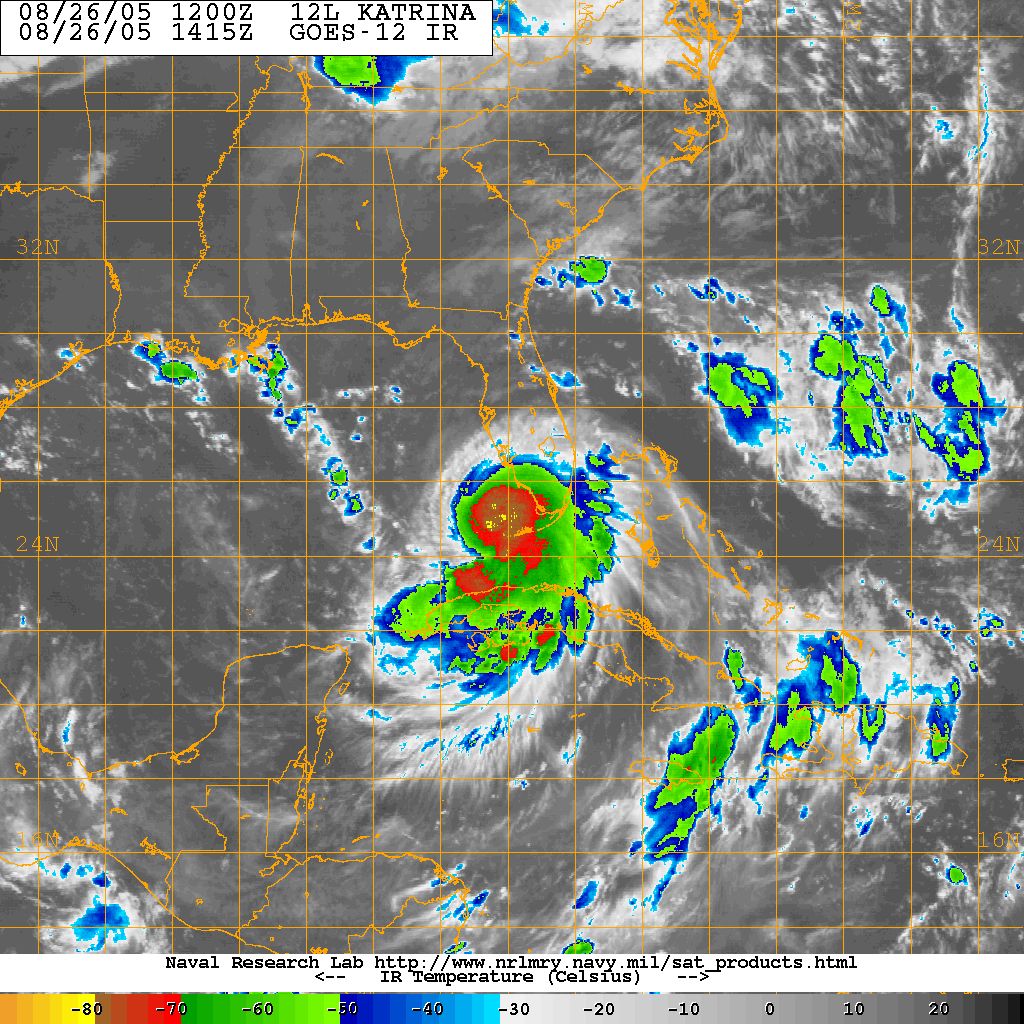 08/26/05 1200Z 12L KATRINA
08/26/05 1415Z GOES-12 IR
32N 32N
24N 24N
16N 16N
Naval Research Lab http://www.nrlmry.navy.mil/sat_products.html
<-- IR Temperature (Celsius) -->
-80 -70 -60 -50 -40 -30 -20 -10 0 10 20